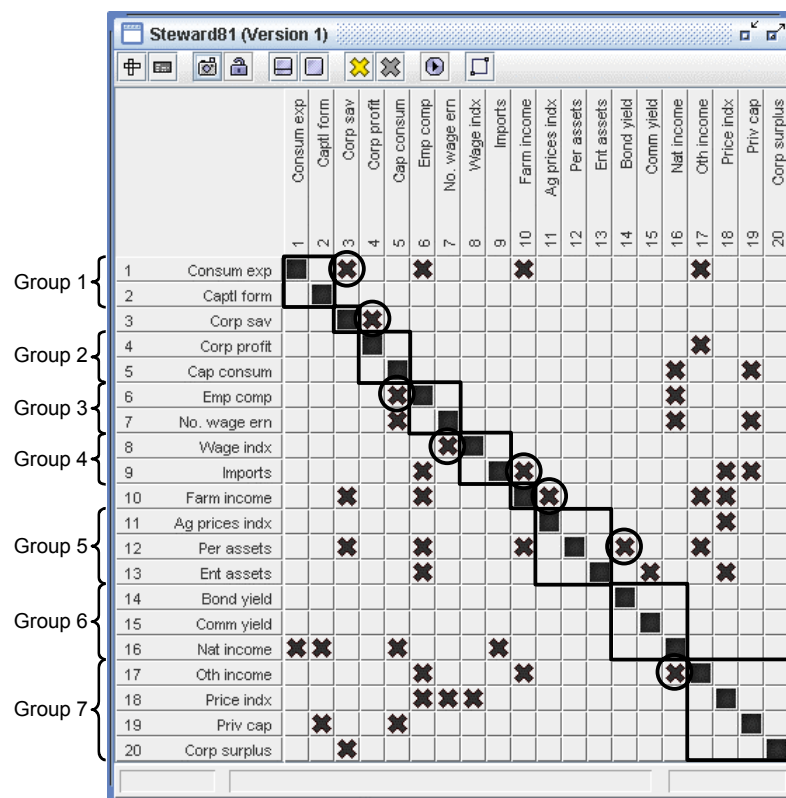 Steward81 (Version 1)
Consum exp
Captl form
Corp sav
Corp profit
Cap consum
Emp comp
No. wage ern
Wage indx
Imports
Farm income
Ag prices indx
Per assets
Ent assets
Bond yield
Comm yield
Nat income
Oth income
Price indx
Priv cap
Corp surplus
1 2 3 4 5 6 7 8 9 10 11 12 13 14 15 16 17 18 19 20
Group 1
1 Consum exp
2 Captl form
3 Corp sav
Group 2
4 Corp profit
5 Cap consum
Group 3
6 Emp comp
7 No. wage ern
Group 4
8 Wage indx
9 Imports
10 Farm income
Group 5
11 Ag prices indx
12 Per assets
13 Ent assets
Group 6
14 Bond yield
15 Comm yield
16 Nat income
Group 7
17 Oth income
18 Price indx
19 Priv cap
20 Corp surplus